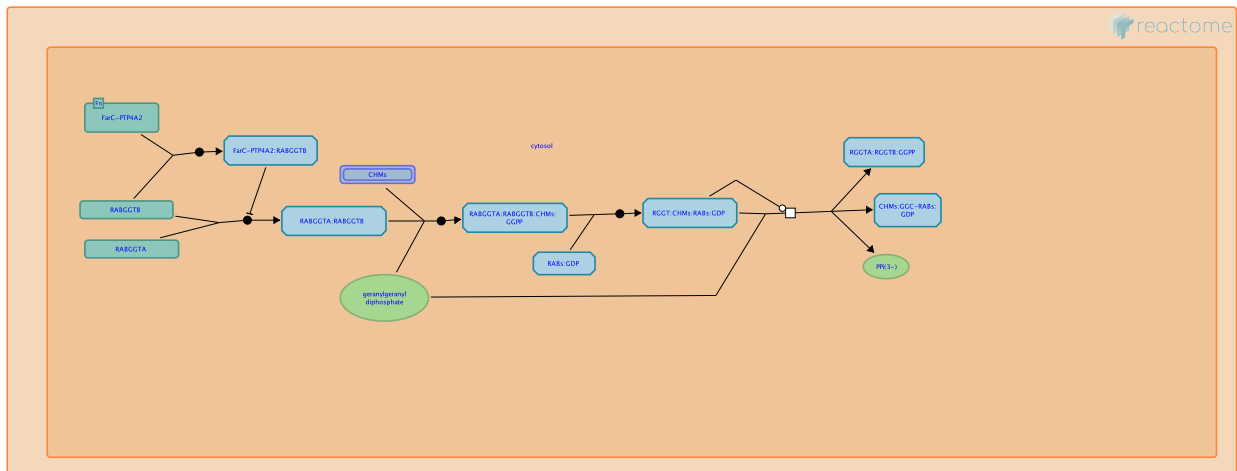 reactome
Fn
FarC-PTP4A2
FarC-PTP4A2:RABGGTB
cytosol
RGGTA:RGGTB:GGPP
CHMs
RABGGTB
RABGGTA:RABGGTB
RABGGTA:RABGGTB:CHMs:
GGPP
RGGT:CHMs:RABs:GDP
CHMs:GGC-RABs:
GDP
RABGGTA
RABs:GDP
PPi(3-)
geranylgeranyl
diphosphate